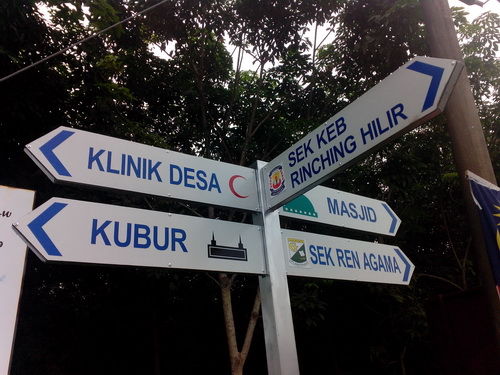 KLINIK DESA
SEK KEB
RINCHING HILIR
KUBUR
MASJID
SEK REN AGAMA